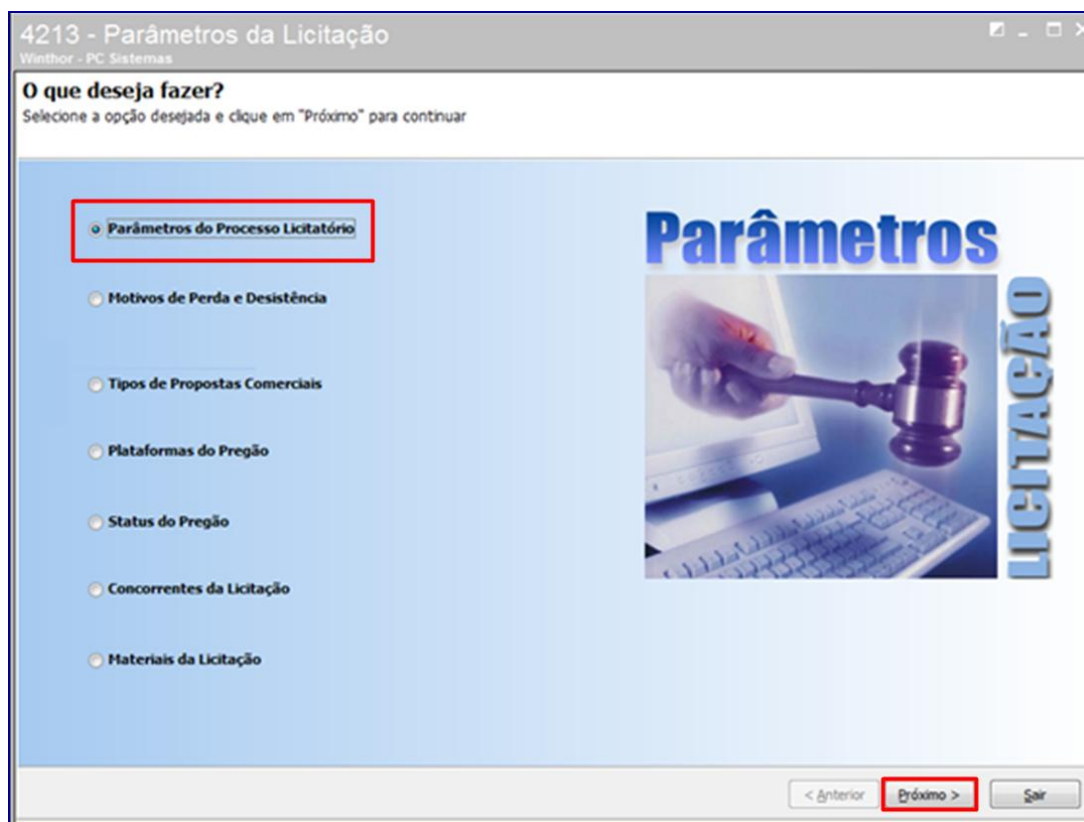 4213 - Parâmetros da Licitação
Winthor - PC Sistemas
O que deseja fazer?
Selecione a opção desejada e clique em "Próximo" para continuar
Parâmetros do Processo Licitatório
Motivos de Perda e Desistência
Tipos de Propostas Comerciais
Plataformas do Pregão
Status do Pregão
Concorrentes da Licitação
Materiais da Licitação
Parâmetros
LICITAÇÃO
< Anterior
Próximo >
Sair